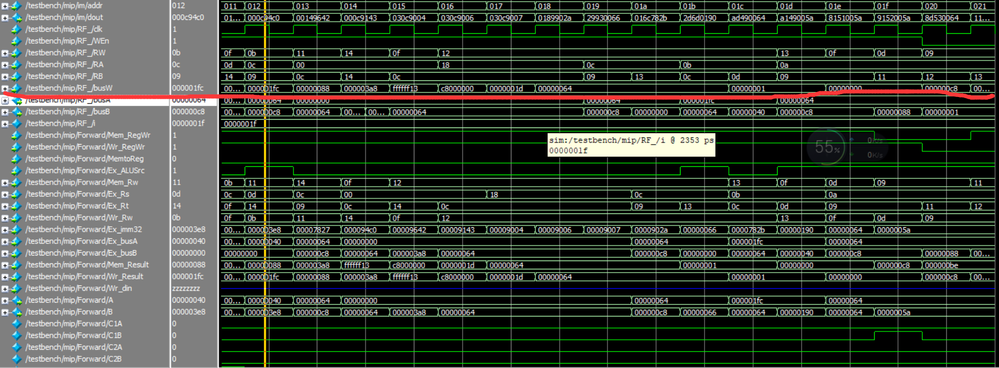 /testbench/mip/im/addr 012 011 012 013 014 015 016 017 018 019 01a 01b 01c 01d 01e 01f 020 021
/testbench/mip/im/dout 000c94c0 01... 000c94c0 00149642 000c9143 030c9004 030c9006 030c9007 0189902a 29930066 016c782b 2d6d0190 ad490064 a149005a 8151005a 9152005a 8d530064 11...
/testbench/mip/RF_/clk 1
/testbench/mip/RF_/WEn 1
/testbench/mip/RF_/RW 0b 0f 0b 11 14 0f 12 13 0f 0d 09
/testbench/mip/RF_/RA 0c 0d 0c 00 18 0c 0b 0a
/testbench/mip/RF_/RB 09 14 09 0c 14 0c 09 13 0c 0d 09 11 12 13
/testbench/mip/RF_/busW 000001fc 00... 000001fc 00000088 000003a8 ffffff13 c8000000 0000001d 00000064 00000001 00000000 000000c8 00...
/testbench/mip/RF_/busA 00000064 00... 00000064 00000000 00000064 000001fc 00000064
/testbench/mip/RF_/busB 000000c8 00... 000000c8 00000064 00... 00... 00000064 000000c8 00000000 00000064 00000040 000000c8 00000088 00000001
/testbench/mip/RF_/i 0000001f 0000001f
/testbench/mip/Forward/Mem_RegWr 1
sim:/testbench/mip/RF_/i @ 2353 ps
0000001f
55%
0K/s
0K/s
/testbench/mip/Forward/Wr_RegWr 1
/testbench/mip/Forward/MemtoReg 0
/testbench/mip/Forward/Ex_ALUSrc 1
/testbench/mip/Forward/Mem_Rw 11 0b 11 14 0f 12 13 0f 0d 09 11
/testbench/mip/Forward/Ex_Rs 0d 0c 0d 0c 00 18 0c 0b 0a
/testbench/mip/Forward/Ex_Rt 14 0f 14 09 0c 14 0c 09 13 0c 0d 09 11 12
/testbench/mip/Forward/Wr_Rw 0b 0f 0b 11 14 0f 12 13 0f 0d 09
/testbench/mip/Forward/Ex_imm32 000003e8 00... 000003e8 00007827 000094c0 00009642 00009143 00009004 00009006 00009007 0000902a 00000066 0000782b 00000190 00000064 0000005a
/testbench/mip/Forward/Ex_busA 00000040 00... 00000040 00000064 00000000 00000064 000001fc 00000064
/testbench/mip/Forward/Ex_busB 00000000 00000000 000000c8 00000064 000003a8 00000064 000000c8 00000000 00000064 00000040 000000c8 00000088 00...
/testbench/mip/Forward/Mem_Result 00000088 00... 00000088 000003a8 ffffff13 c8000000 0000001d 00000064 00000001 00000000 000000c8 000000be
/testbench/mip/Forward/Wr_Result 000001fc 00... 000001fc 00000088 000003a8 ffffff13 c8000000 0000001d 00000064 00000001 00000000 000000c8 00...
/testbench/mip/Forward/Wr_din zzzzzzzz
/testbench/mip/Forward/A 00000040 00... 00000040 00000064 00000000 00000064 000001fc 00000064
/testbench/mip/Forward/B 000003e8 00... 000003e8 000000c8 00000064 000003a8 00000064 000000c8 00000066 00000064 00000190 00000064 0000005a
/testbench/mip/Forward/C1A 0
/testbench/mip/Forward/C1B 0
/testbench/mip/Forward/C2A 0
/testbench/mip/Forward/C2B 0